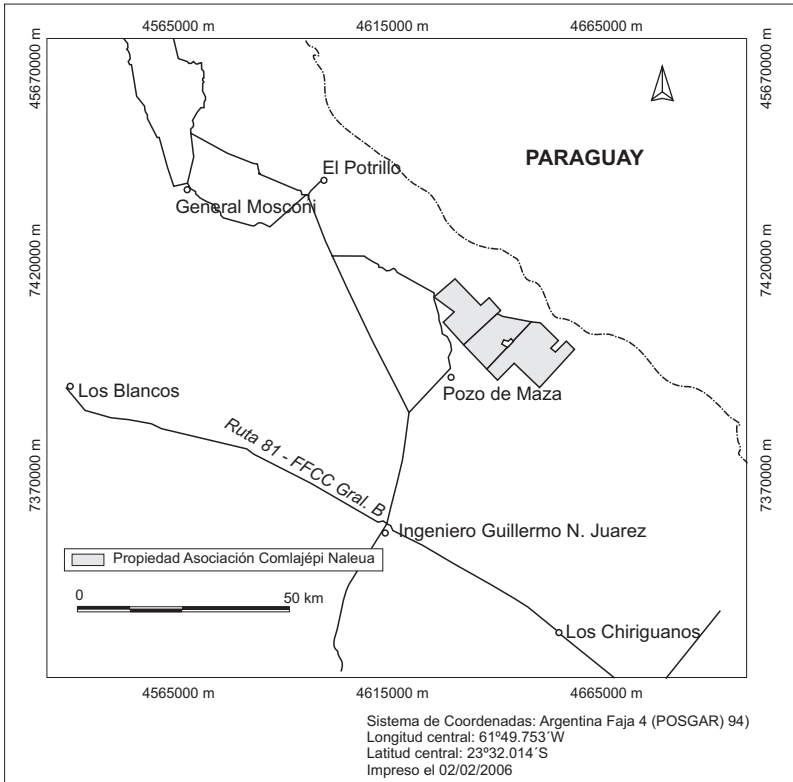 4565000 m
4615000 m
4665000 m
45670000 m
45670000 m
PARAGUAY
El Potrillo
General Mosconi
7420000 m
7420000 m
Los Blancos
Pozo de Maza
Ruta 81 - FFCC Gral. B
7370000 m
7370000 m
Ingeniero Guillermo N. Juarez
Propiedad Asociación Comlajépi Naleua
0
50 km
Los Chiriguanos
4565000 m
4615000 m
4665000 m
Sistema de Coordenadas: Argentina Faja 4 (POSGAR) 94)
Longitud central: 61º49.753´W
Latitud central: 23º32.014´S
Impreso el 02/02/2006